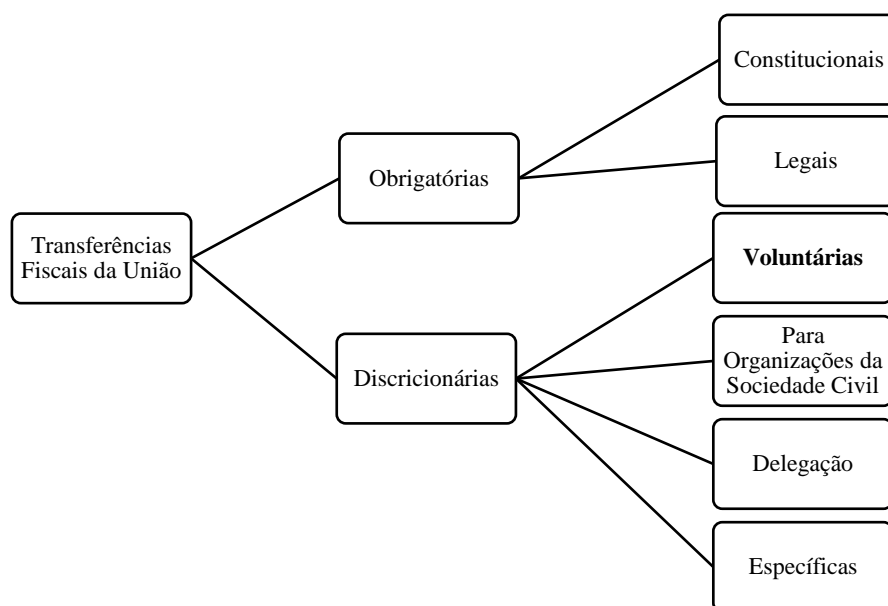 Transferências
Fiscais da União
Obrigatórias
Constitucionais
Legais
Discricionárias
Voluntárias
Para
Organizações da
Sociedade Civil
Delegação
Específicas